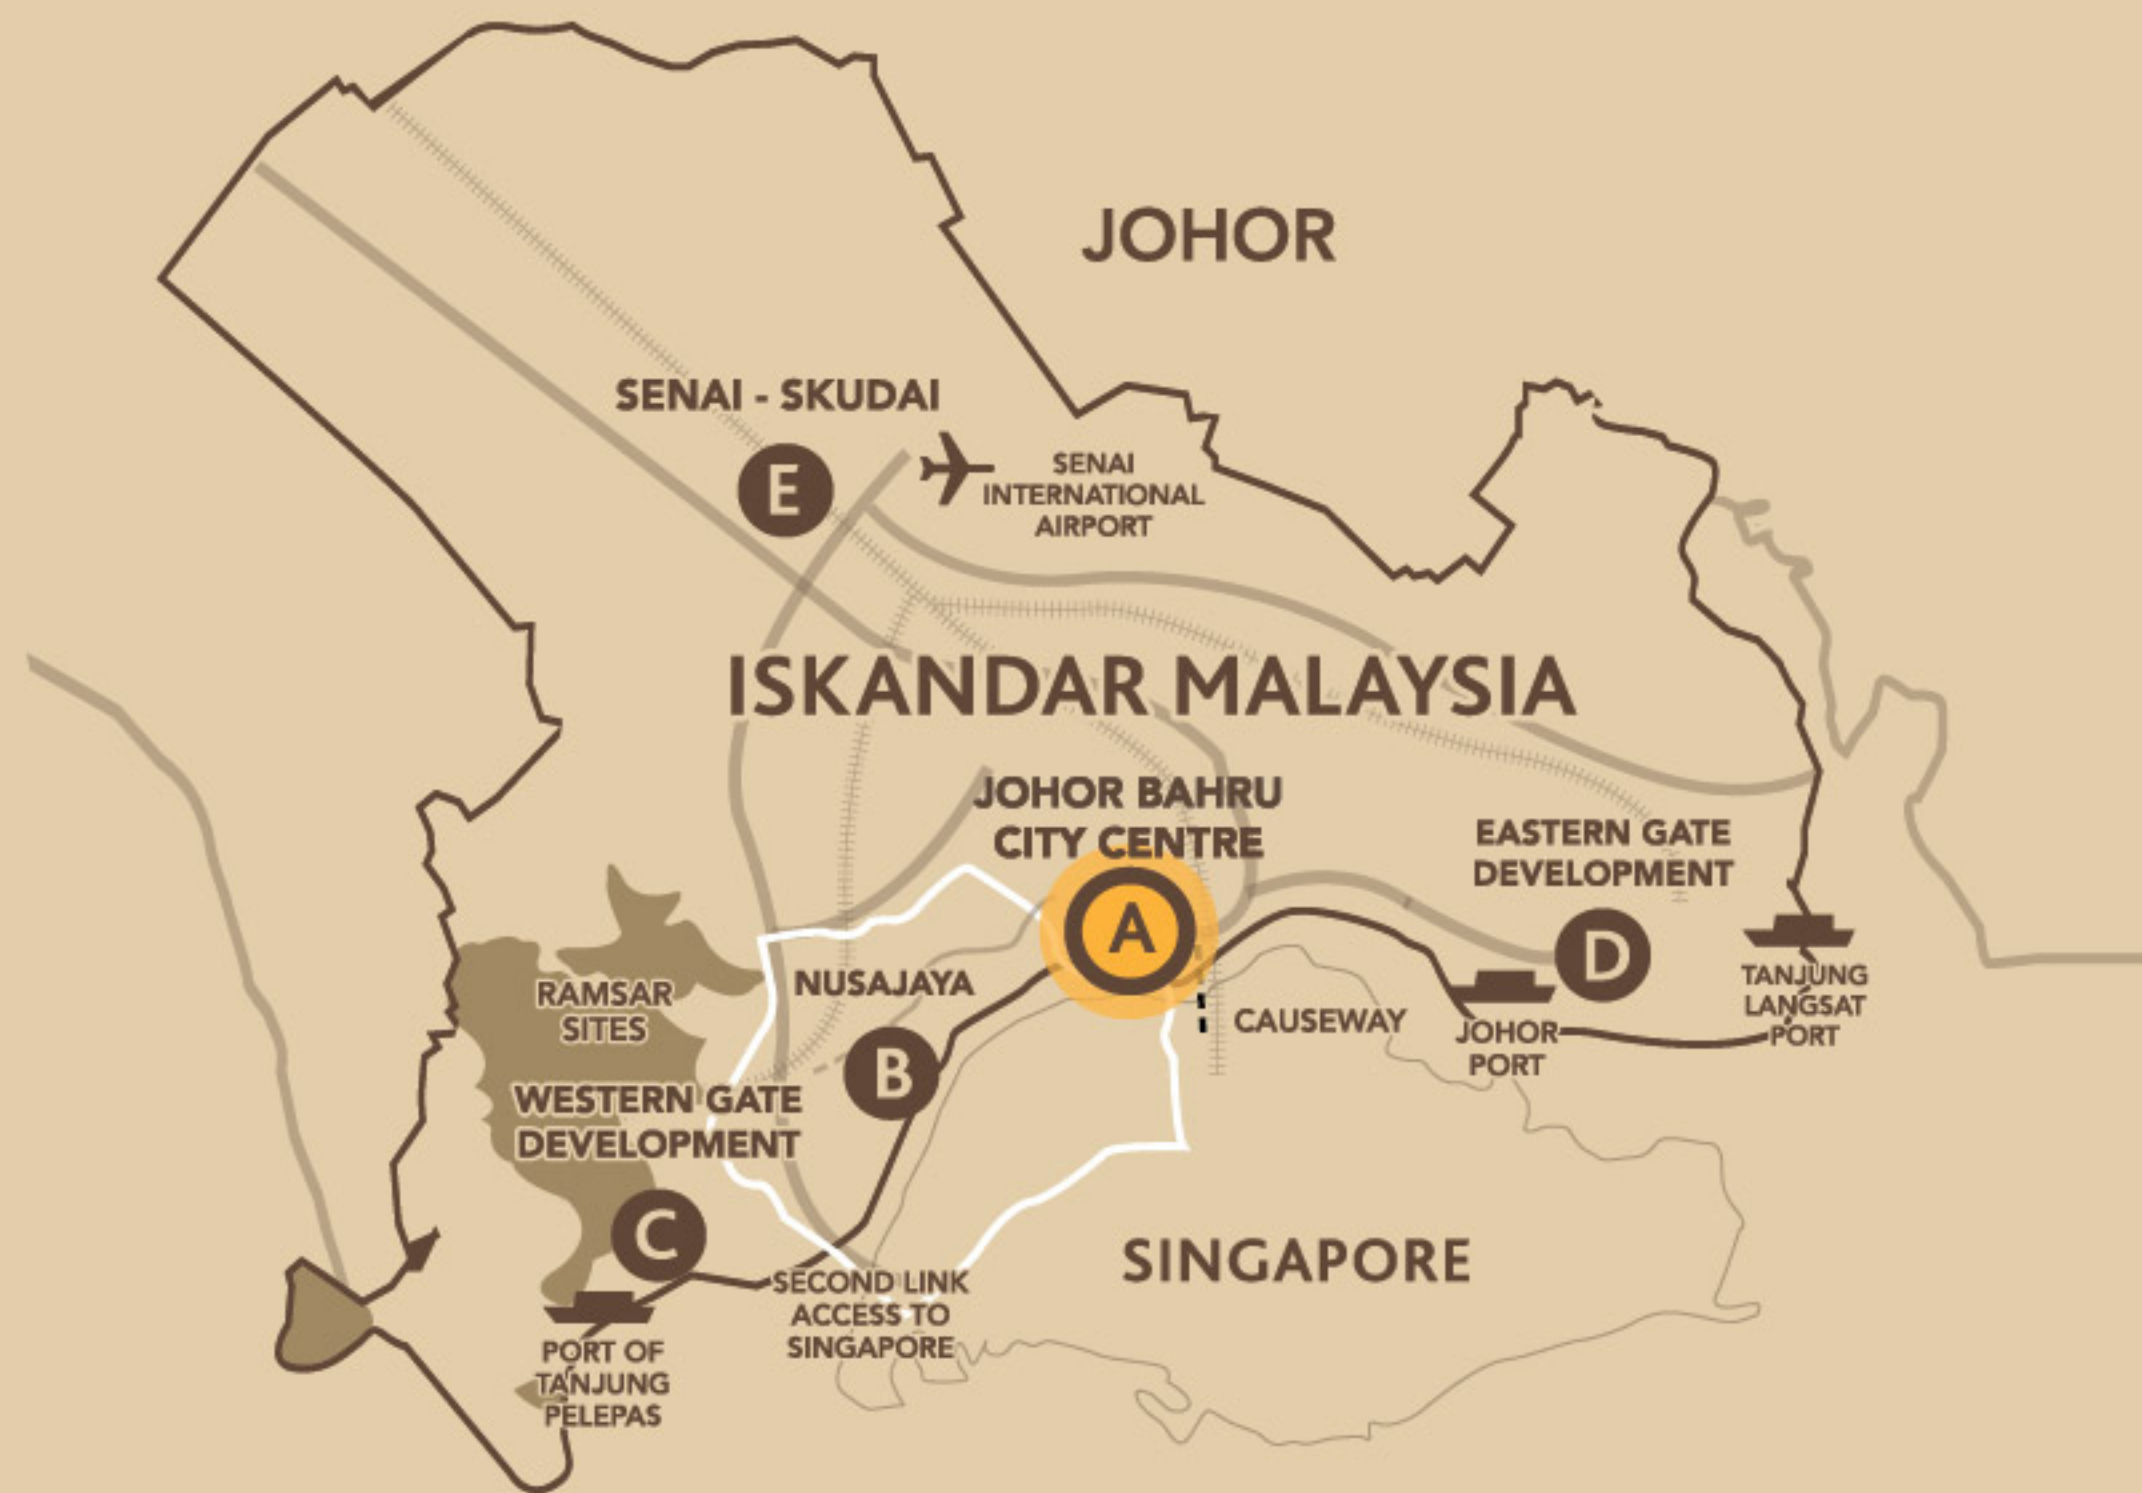 JOHOR
SENAI - SKUDAI
E
SENAI
INTERNATIONAL
AIRPORT
ISKANDAR MALAYSIA
JOHOR BAHRU
CITY CENTRE
A
EASTERN GATE
DEVELOPMENT
D
NUSAJAYA
B
RAMSAR
SITES
CAUSEWAY
JOHOR
PORT
TANJUNG
LANGSAT
PORT
WESTERN GATE
DEVELOPMENT
C
SINGAPORE
SECOND LINK
ACCESS TO
SINGAPORE
PORT OF
TANJUNG
PELEPAS